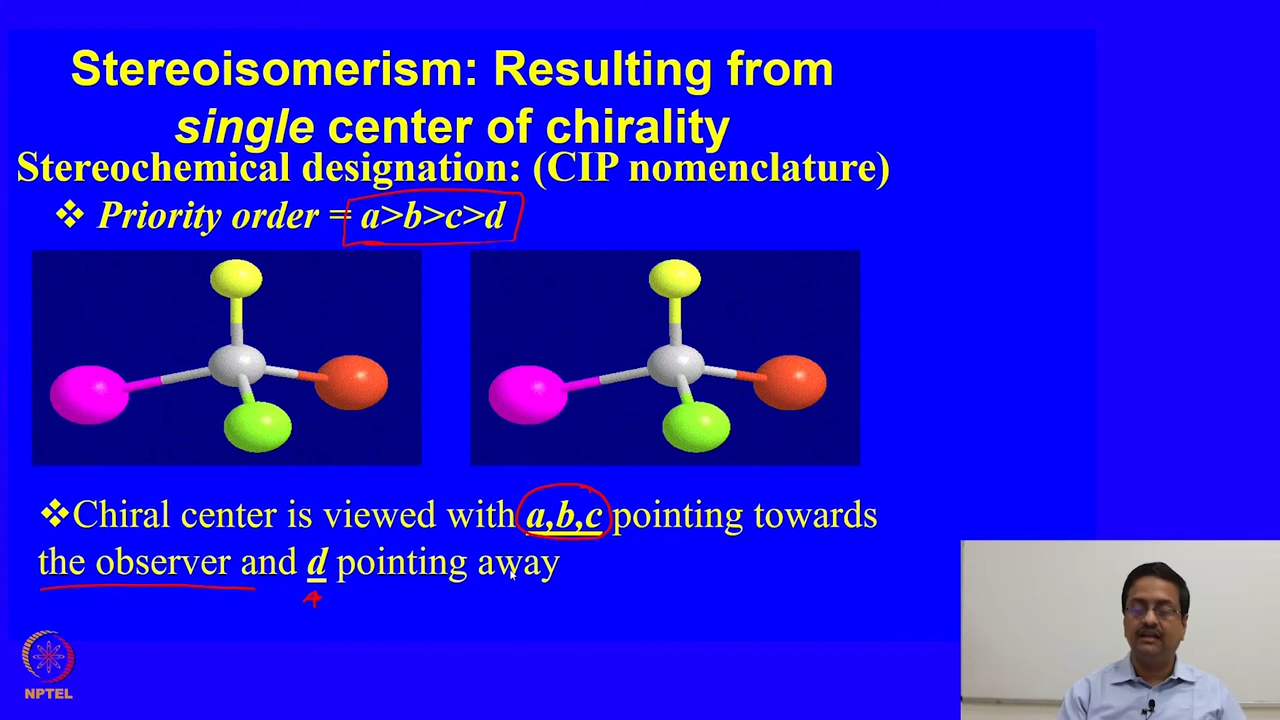 Stereoisomerism: Resulting from
single center of chirality
Stereochemical designation: (CIP nomenclature)
❖ Priority order = a>b>c>d
❖Chiral center is viewed with a,b,c pointing towards
the observer and d pointing away
NPTEL